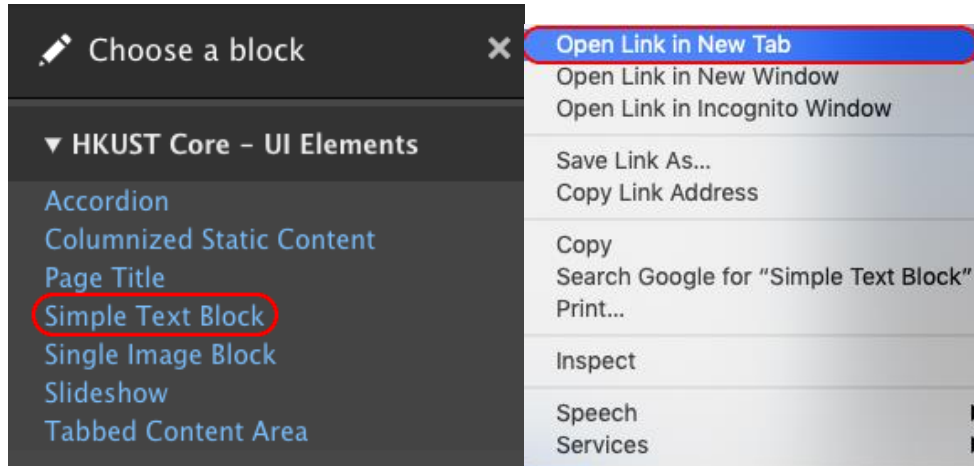 Choose a block
▼ HKUST Core – UI Elements
Accordion
Columnized Static Content
Page Title
Simple Text Block
Single Image Block
Slideshow
Tabbed Content Area
Open Link in New Tab
Open Link in New Window
Open Link in Incognito Window
Save Link As...
Copy Link Address
Copy
Search Google for “Simple Text Block”
Print...
Inspect
Speech
Services